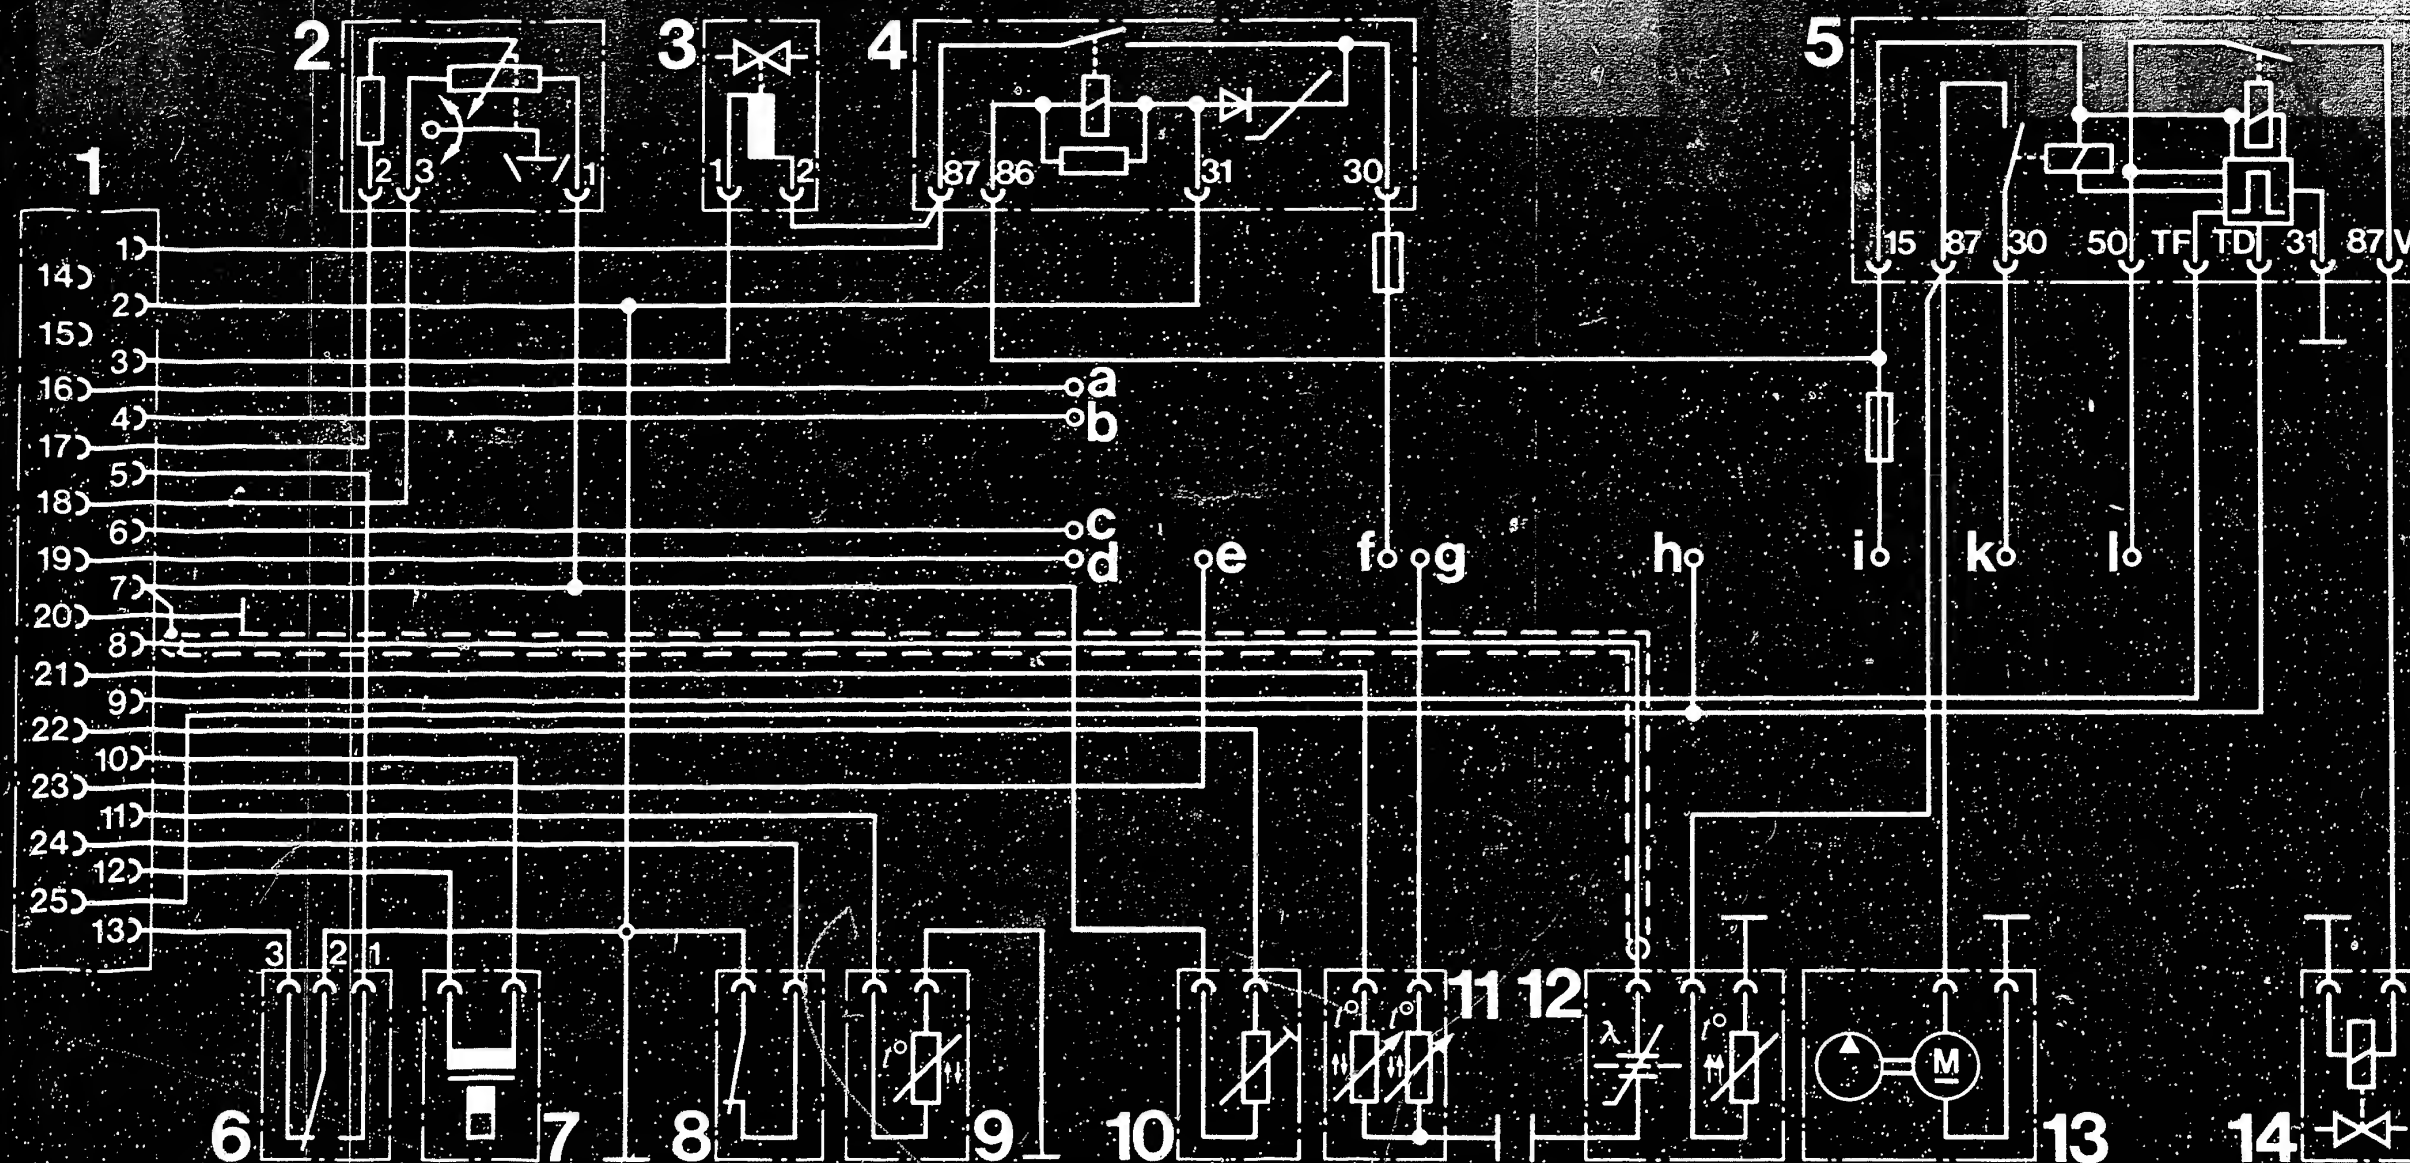 2 3 4 5
1
2 3 1 1 2 87 86 31 30
15 87 30 50 TF TD 31 87V
1
14
2
15
3
16 a
4 b
17
5
18
6 c
19 d e f g h i k l
7
20
8
21
9
22
10
23
11
24
12
25
13
3 2 1
11 12
t° t° t° λ t° M
6 7 8 9 10 13 14